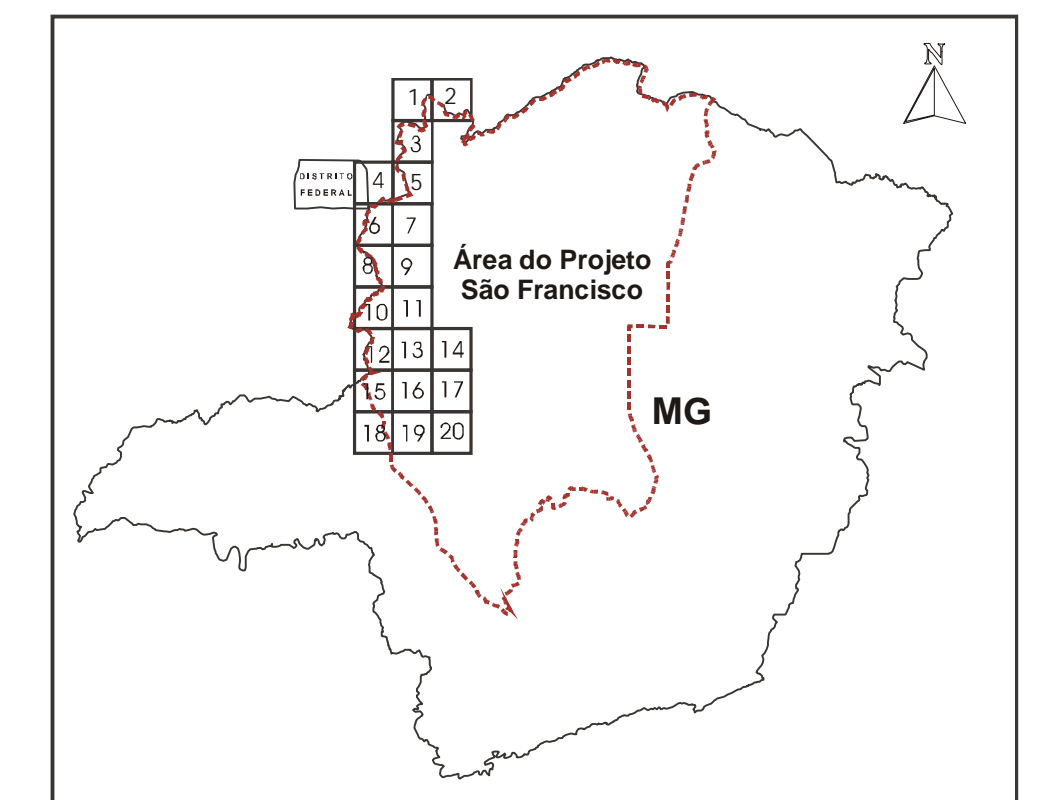 N
1 2
3
DISTRITO
FEDERAL
4 5
6 7
8 9
Área do Projeto
São Francisco
10 11
12 13 14
15 16 17
MG
18 19 20